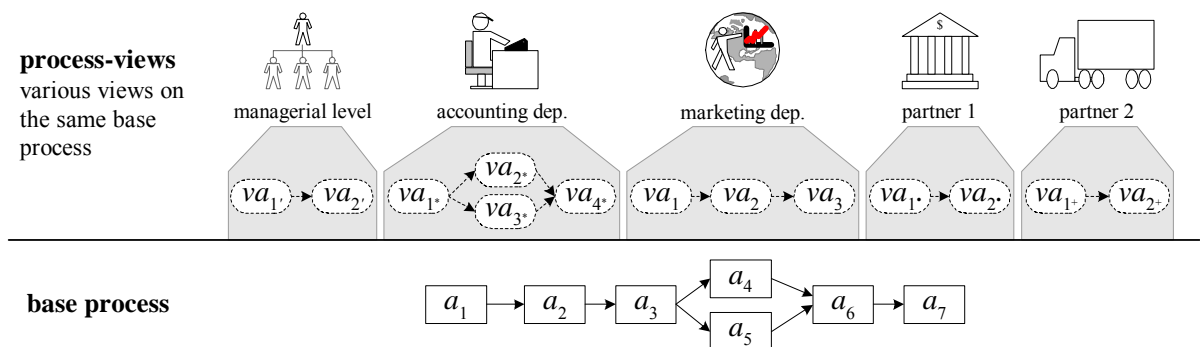 $
process-views
various views on
the same base
process
managerial level
accounting dep.
marketing dep.
partner 1
partner 2
va1' va2'
va1* va2* va3* va4*
va1 va2 va3
va1• va2•
va1+ va2+
base process
a1 a2 a3 a4 a5 a6 a7